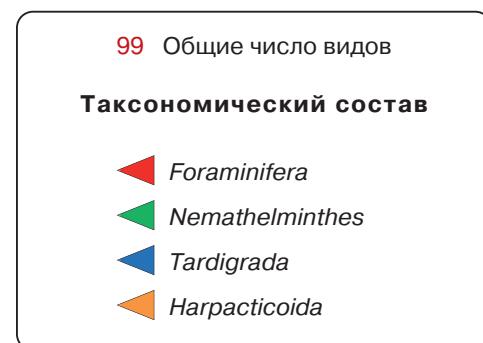 99 Общие число видов
Таксономический состав
Foraminifera
Nemathelminthes
Tardigrada
Harpacticoida